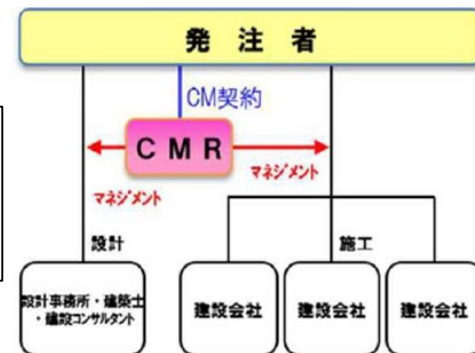 発注者
CM契約
CMR
マネジメント
マネジメント
設計
施工
設計事務所・建築士
・建設コンサルタント
建設会社
建設会社
建設会社